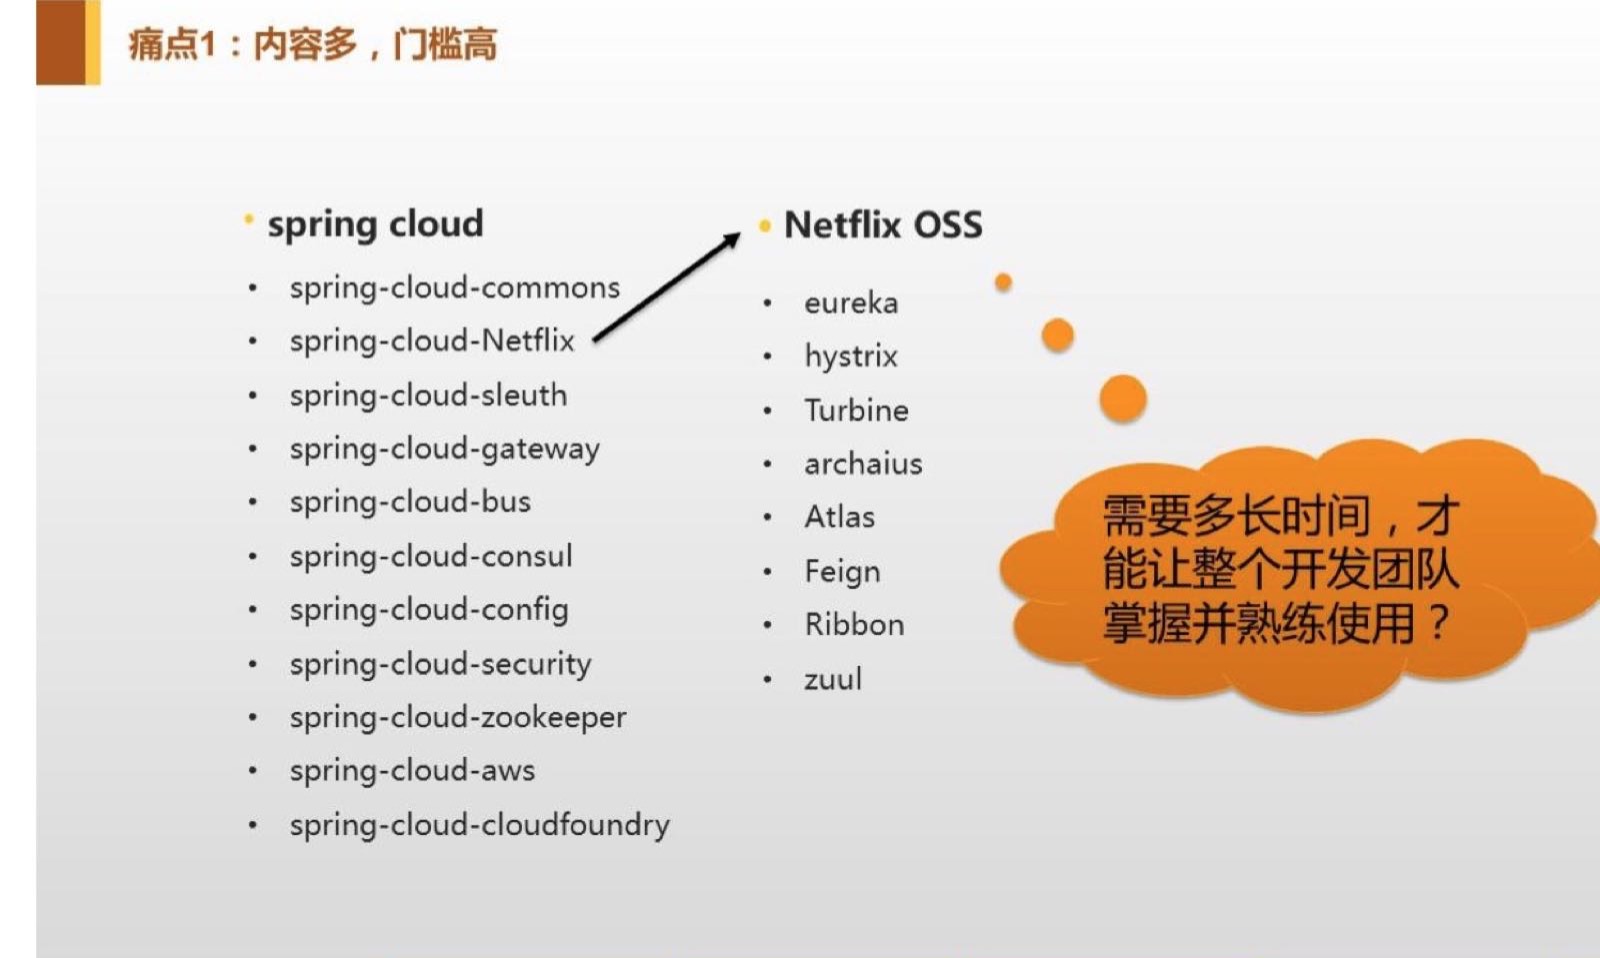 痛点1：内容多，门槛高
spring cloud
spring-cloud-commons
spring-cloud-Netflix
spring-cloud-sleuth
spring-cloud-gateway
spring-cloud-bus
spring-cloud-consul
spring-cloud-config
spring-cloud-security
spring-cloud-zookeeper
spring-cloud-aws
spring-cloud-cloudfoundry
Netflix OSS
eureka
hystrix
Turbine
archaius
Atlas
Feign
Ribbon
zuul
需要多长时间，才
能让整个开发团队
掌握并熟练使用？